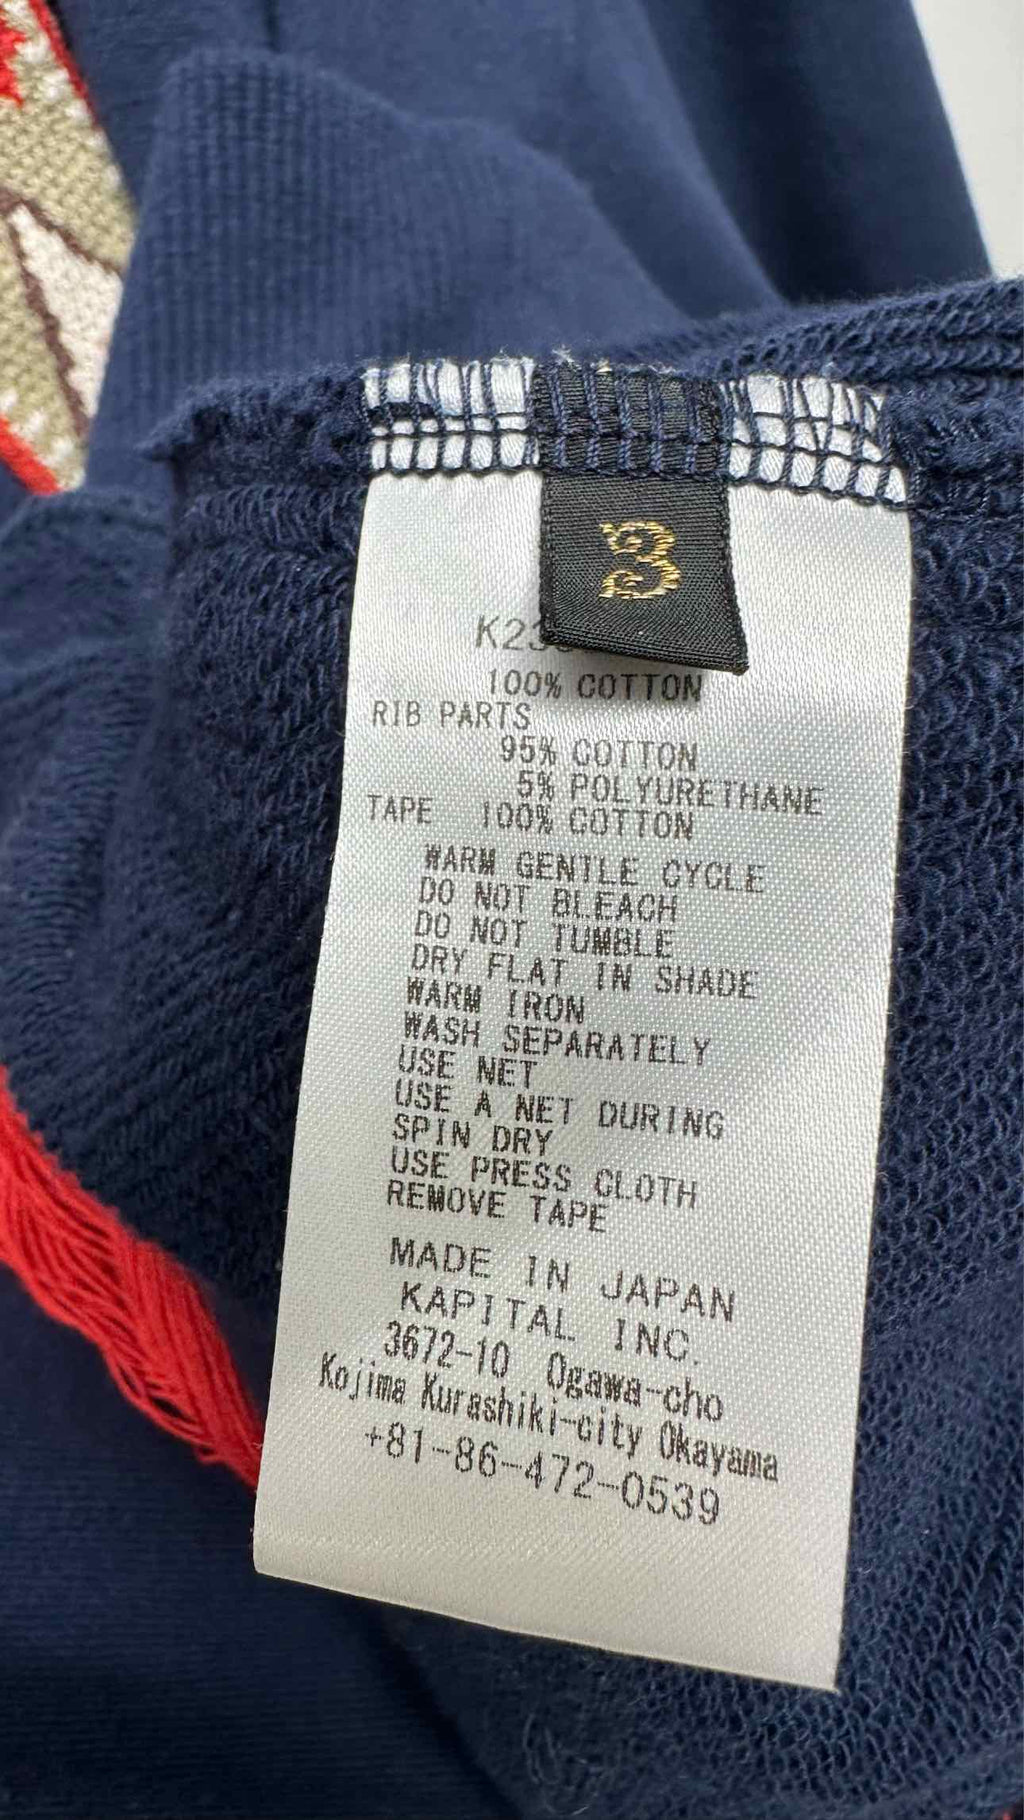 3
100% COTTON
RIB PARTS
95% COTTON
5% POLYURETHANE
TAPE 100% COTTON
WARM GENTLE CYCLE
DO NOT BLEACH
DO NOT TUMBLE
DRY FLAT IN SHADE
WARM IRON
WASH SEPARATELY
USE NET
USE A NET DURING
SPIN DRY
USE PRESS CLOTH
REMOVE TAPE
MADE IN JAPAN
KAPITAL INC.
3672-10 Ogawa-cho
Kojima Kurashiki-city Okayama
+81-86-472-0539